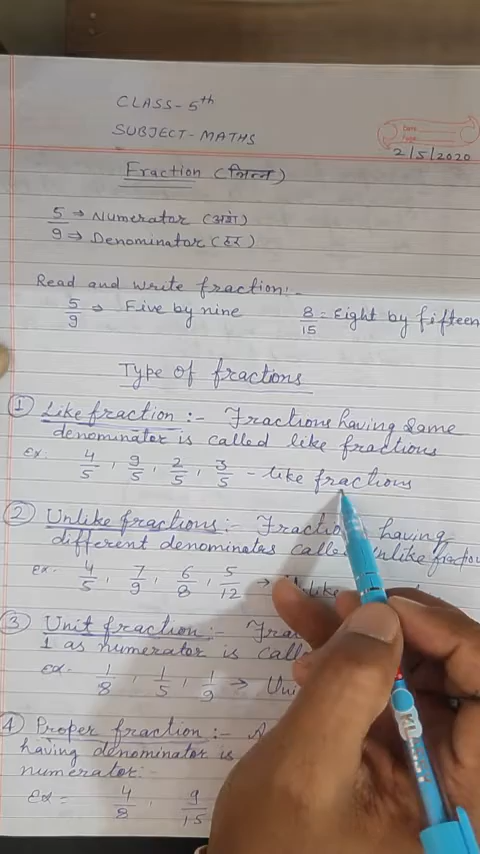 CLASS-5th
SUBJECT-MATHS
Date
Page
2/5/2020
Fraction (भिन्न)
5 → Numerator (अंश)
9 → Denominator (हर)
Read and write fraction:-
5/9 → Five by nine 8/15 = Eight by fifteen
Type of fractions
① Like fraction :- Fractions having same
denominator is called like fractions
Ex. 4/5 , 9/5 , 2/5 , 3/5 - like fractions
② Unlike fractions:- Fraction having
different denominators called unlike
Ex. 4/5 , 7/9 , 6/8 , 5/12 →
③ Unit fraction:-
1 as numerator is
Ex. 1/8 , 1/5 , 1/9 →
④ Proper fraction :- A
having denominator is
numerator:-
Ex = 4/8 , 9/15